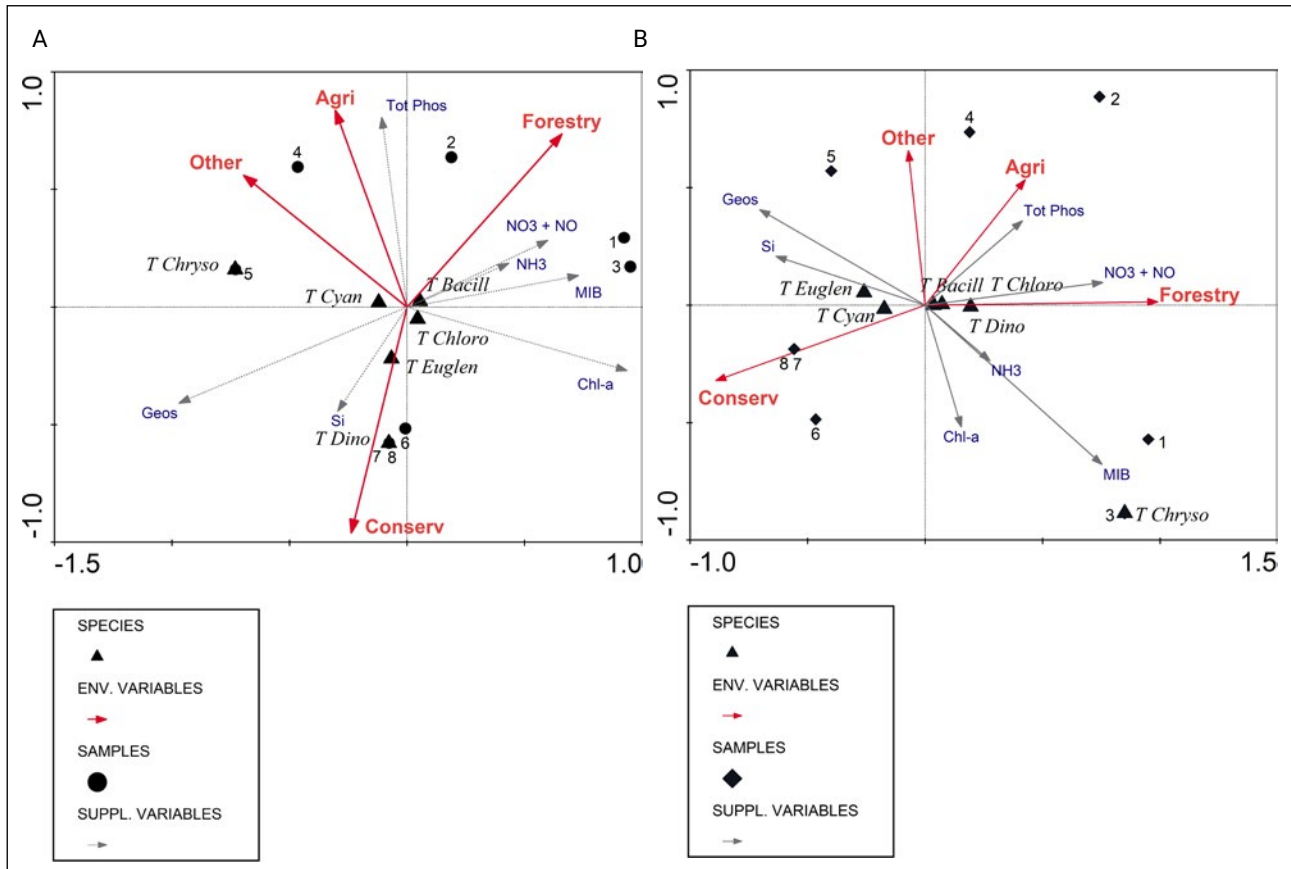 A
1.0
-1.0
-1.5
1.0
Agri
Tot Phos
Forestry
4
2
Other
NO3 + NO
1
NH3
3
T Chryso
5
MIB
T Cyan
T Bacill
T Chloro
T Euglen
Chl-a
Geos
Si
T Dino
6
7
8
Conserv
SPECIES
ENV. VARIABLES
SAMPLES
SUPPL. VARIABLES
B
1.0
-1.0
1.5
2
4
Other
5
Agri
Geos
Tot Phos
Si
NO3 + NO
T Euglen
T Bacill
T Chloro
Forestry
T Cyan
T Dino
8 7
NH3
Conserv
6
Chl-a
1
MIB
3
T Chryso
SPECIES
ENV. VARIABLES
SAMPLES
SUPPL. VARIABLES